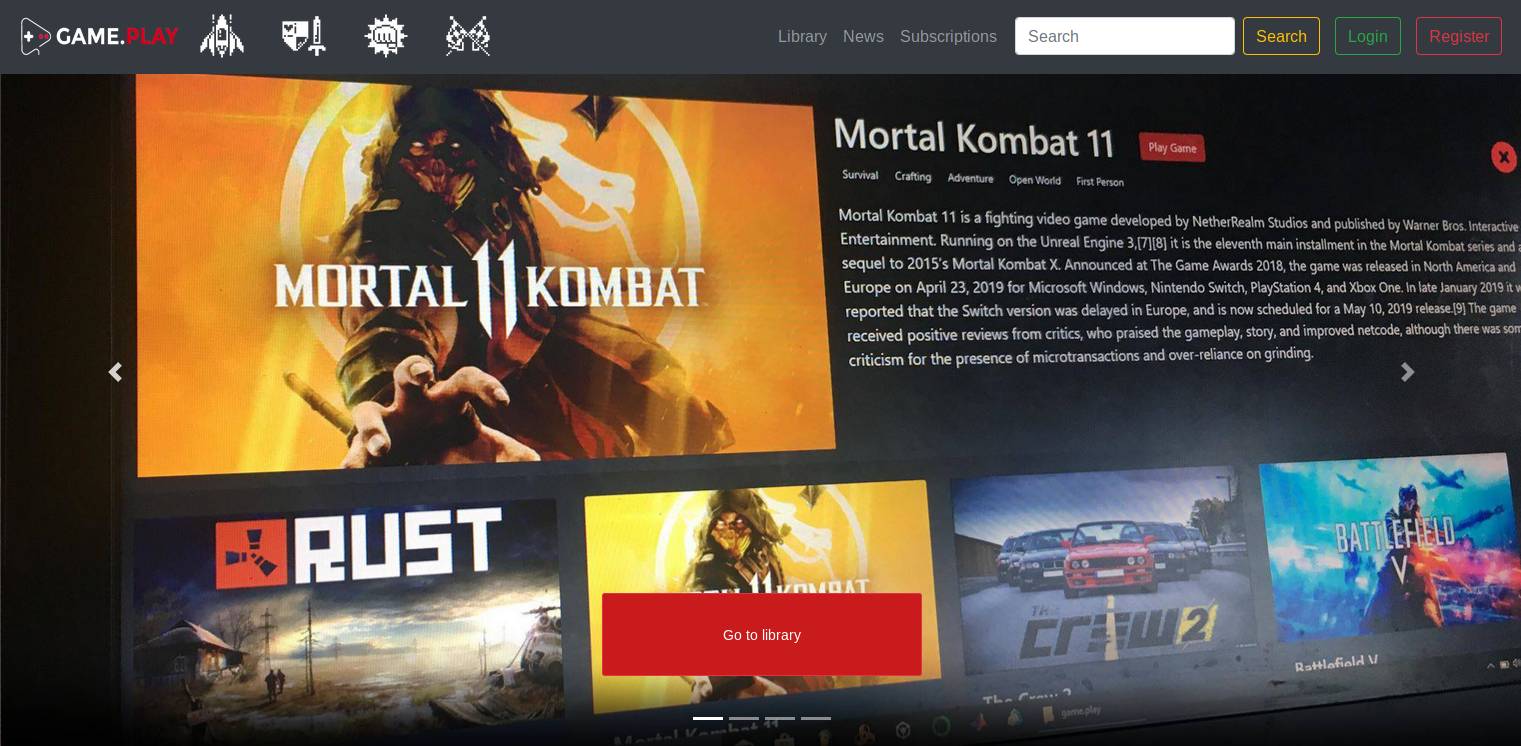 GAME.PLAY
Library News Subscriptions Search Search Login Register
Mortal Kombat 11 Play Game
X
Survival Crafting Adventure Open World First Person
Mortal Kombat 11 is a fighting video game developed by NetherRealm Studios and published by Warner Bros. Interactive
Entertainment. Running on the Unreal Engine 3,[7][8] it is the eleventh main installment in the Mortal Kombat series and a
sequel to 2015's Mortal Kombat X. Announced at The Game Awards 2018, the game was released in North America and
Europe on April 23, 2019 for Microsoft Windows, Nintendo Switch, PlayStation 4, and Xbox One. In late January 2019 it w
reported that the Switch version was delayed in Europe, and is now scheduled for a May 10, 2019 release.[9] The game
received positive reviews from critics, who praised the gameplay, story, and improved netcode, although there was som
criticism for the presence of microtransactions and over-reliance on grinding.
MORTAL 11 KOMBAT
RUST
11 KOMBAT
THE
CREW 2
BATTLEFIELD
V
Go to library
Mortal Kombat 11
The Crew 2
Battlefield V
game.play